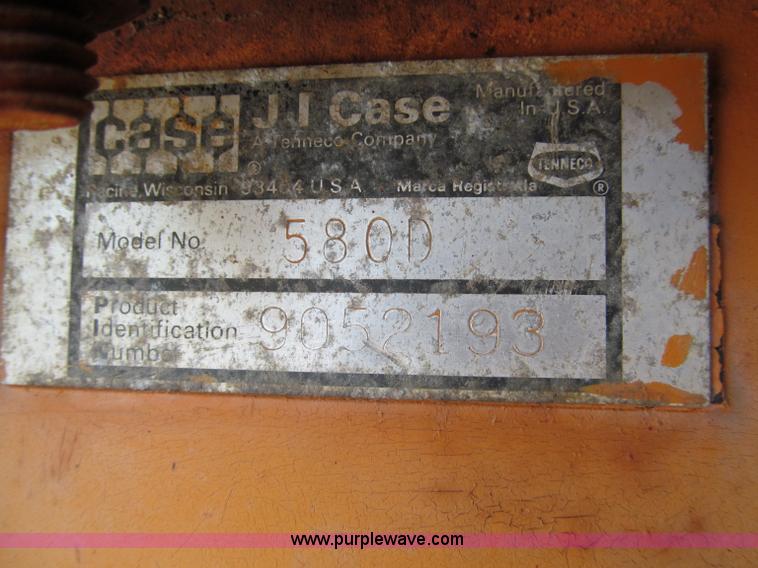 case
J I Case
A Tenneco Company
Manufactured
In U.S.A.
TENNECO
®
®
Racine, Wisconsin 53404 U S A Marca Registrada
Model No. 580D
Product
Identification
Number 9052193
www.purplewave.com